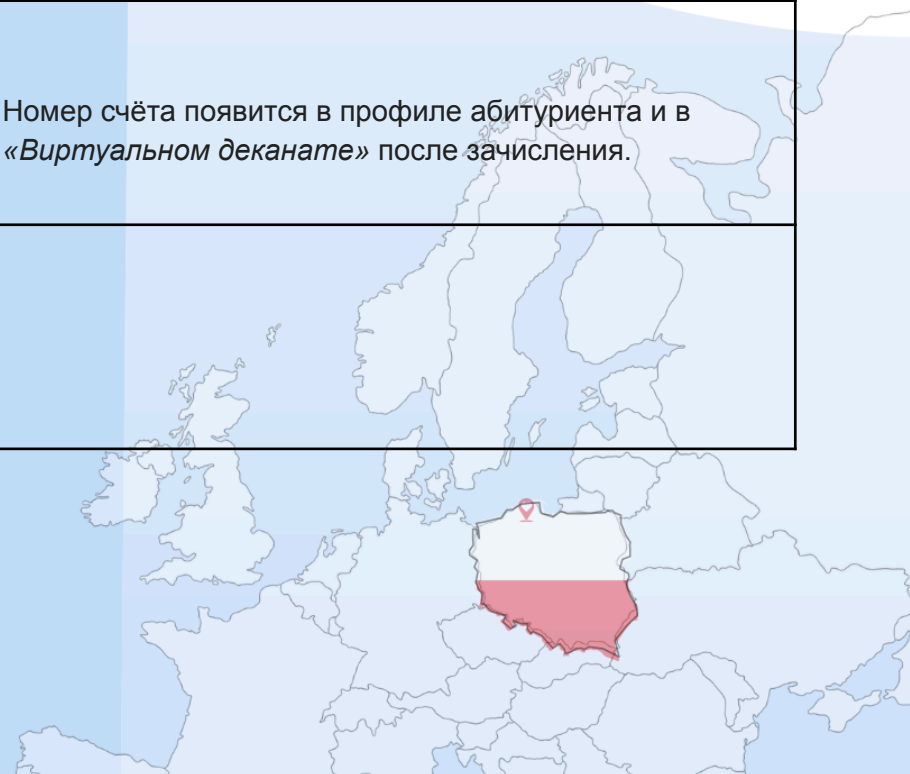 Номер счёта появится в профиле абитуриента и в
«Виртуальном деканате» после зачисления.